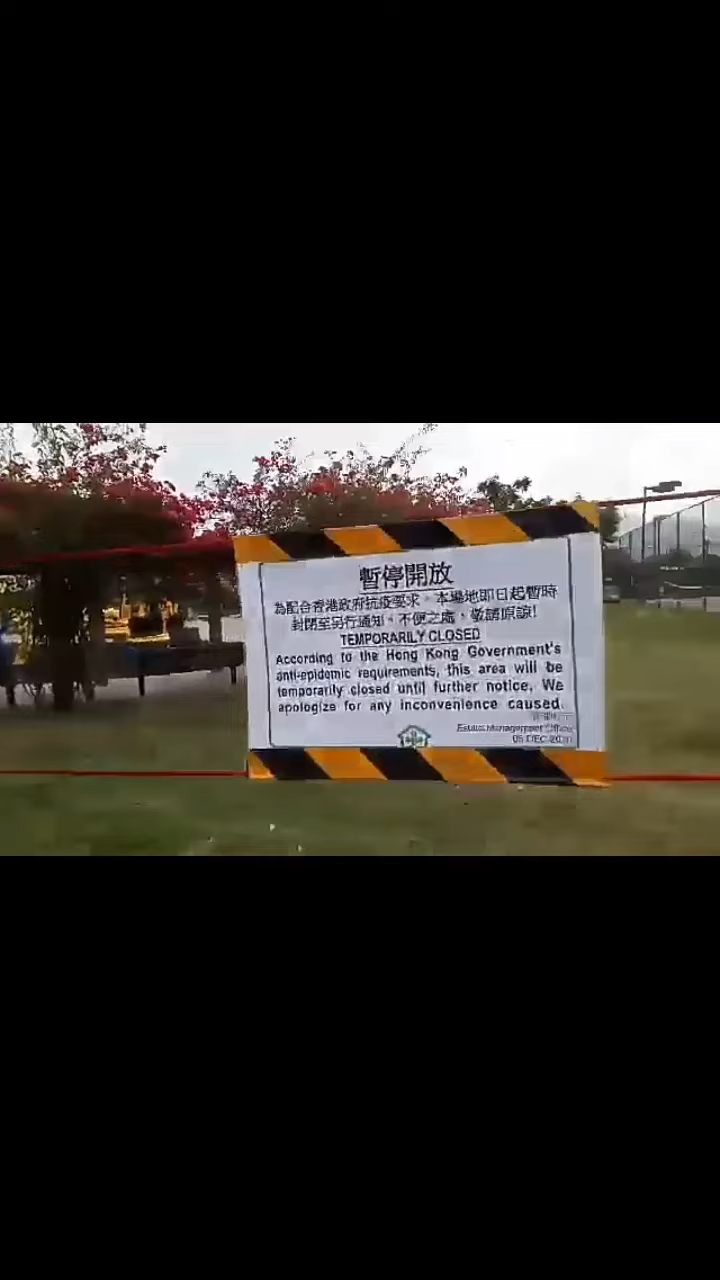 暫停開放
為配合香港政府抗疫要求，本場地即日起暫時
封閉至另行通知。不便之處，敬請原諒!
TEMPORARILY CLOSED
According to the Hong Kong Government's
anti-epidemic requirements, this area will be
temporarily closed until further notice. We
apologize for any inconvenience caused.
Estate Management Office
05 DEC 2020